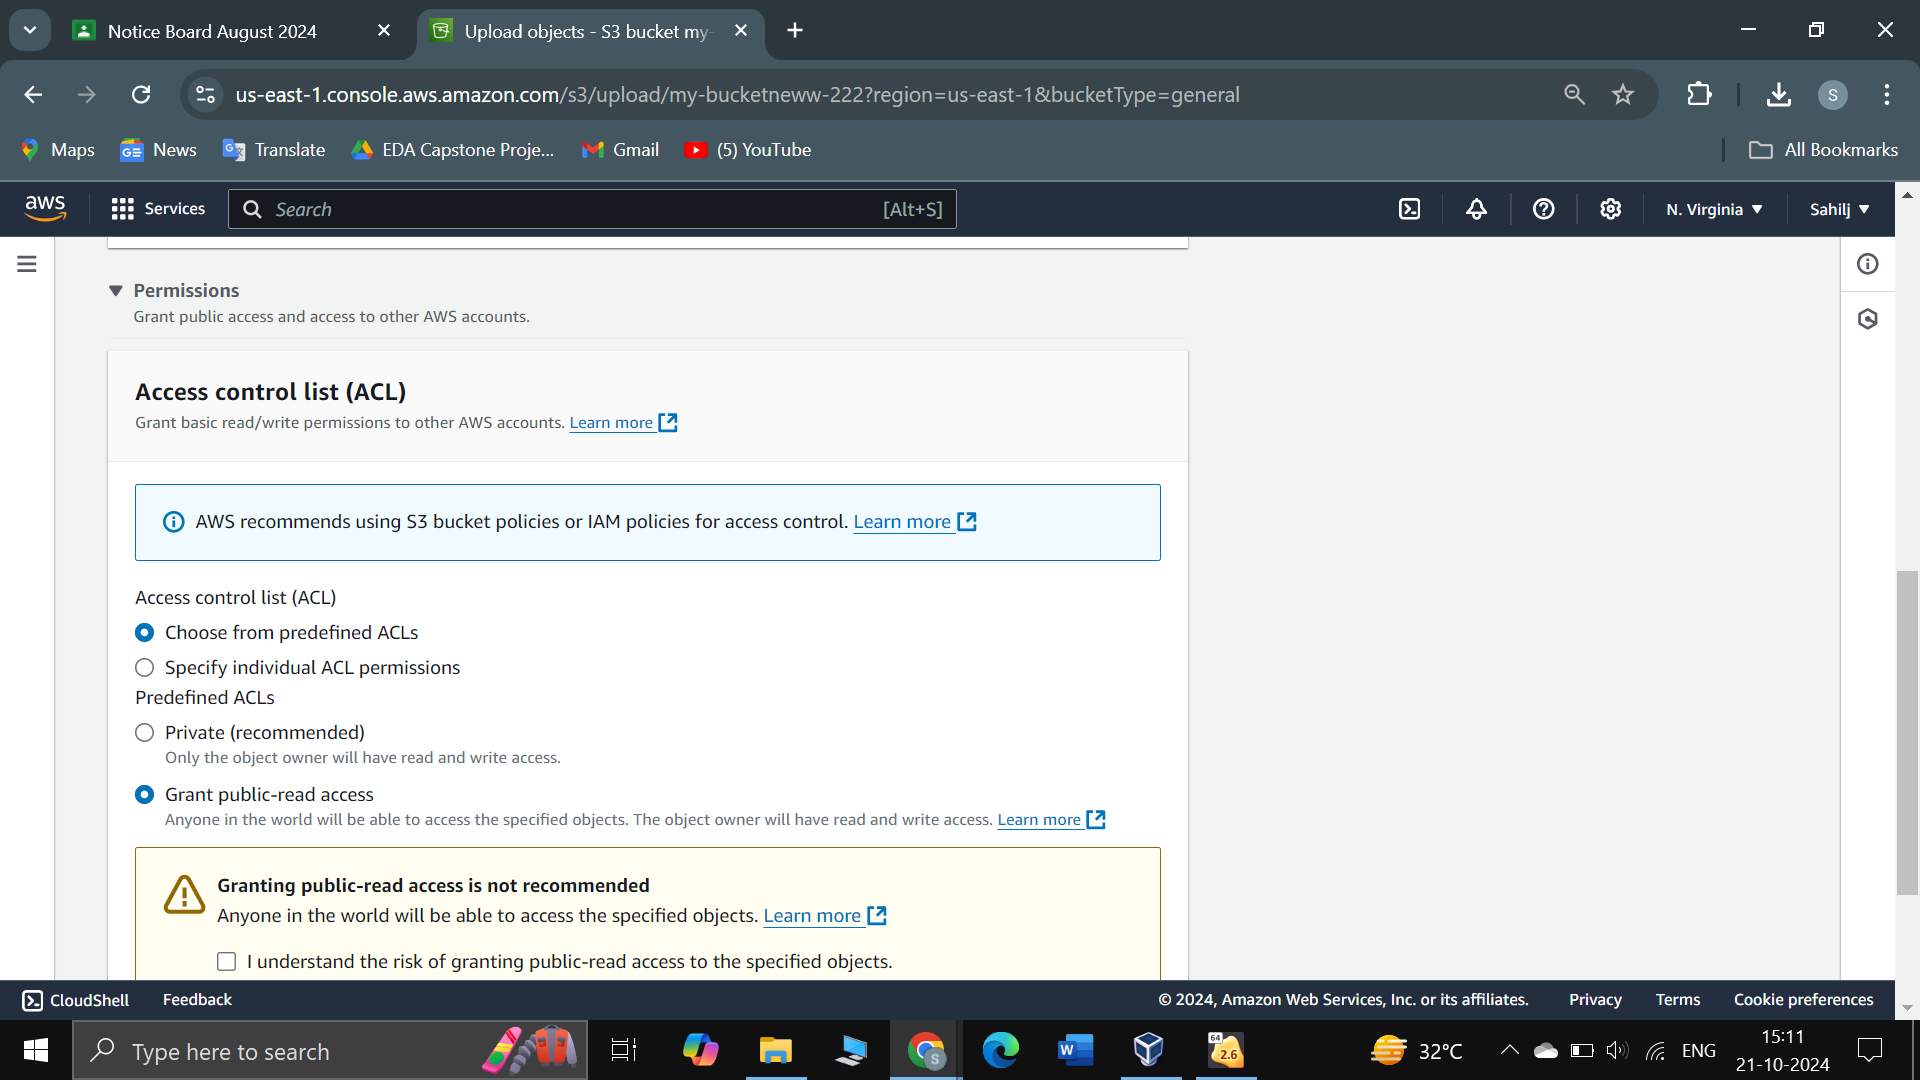 Notice Board August 2024
Upload objects - S3 bucket my-
us-east-1.console.aws.amazon.com/s3/upload/my-bucketneww-222?region=us-east-1&bucketType=general
S
Maps
News
Translate
EDA Capstone Proje...
Gmail
(5) YouTube
All Bookmarks
aws
Services
Search
[Alt+S]
N. Virginia
Sahilj
Permissions
Grant public access and access to other AWS accounts.
Access control list (ACL)
Grant basic read/write permissions to other AWS accounts. Learn more
AWS recommends using S3 bucket policies or IAM policies for access control. Learn more
Access control list (ACL)
Choose from predefined ACLs
Specify individual ACL permissions
Predefined ACLs
Private (recommended)
Only the object owner will have read and write access.
Grant public-read access
Anyone in the world will be able to access the specified objects. The object owner will have read and write access. Learn more
Granting public-read access is not recommended
Anyone in the world will be able to access the specified objects. Learn more
I understand the risk of granting public-read access to the specified objects.
CloudShell
Feedback
© 2024, Amazon Web Services, Inc. or its affiliates.
Privacy
Terms
Cookie preferences
Type here to search
S
W
64
2.6
32°C
ENG
15:11
21-10-2024